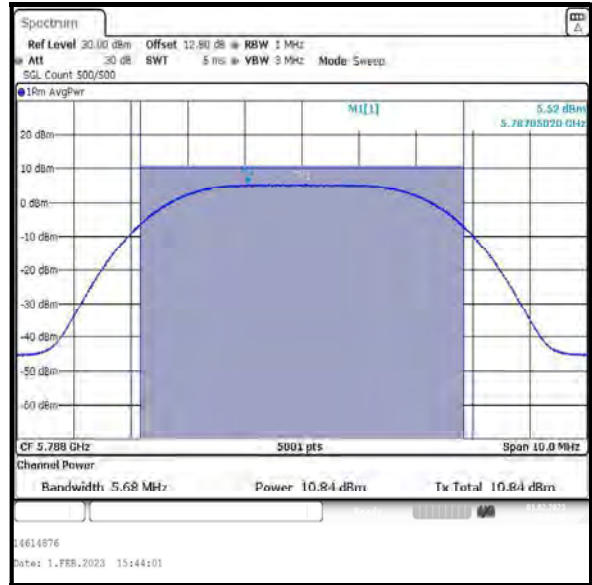 Spectrum
Ref Level 30.00 dBm Offset 12.80 dB RBW 1 MHz
Att 30 dB SWT 5 ms VBW 3 MHz Mode Sweep
SGL Count 500/500
1Rm AvgPwr
M1[1] 5.52 dBm
5.78705020 GHz
20 dBm
10 dBm
0 dBm
-10 dBm
-20 dBm
-30 dBm
-40 dBm
-50 dBm
-60 dBm
CF 5.788 GHz 5001 pts Span 10.0 MHz
Channel Power
Bandwidth 5.68 MHz Power 10.84 dBm Tx Total 10.84 dBm
14614876
Date: 1.FEB.2023 15:44:01